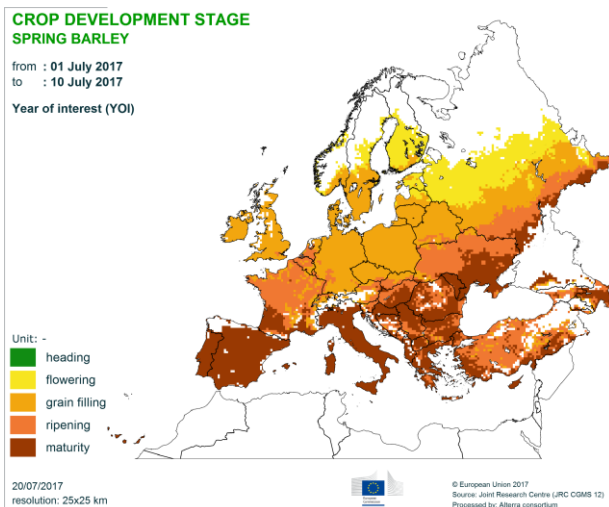 CROP DEVELOPMENT STAGE
SPRING BARLEY
from : 01 July 2017
to : 10 July 2017
Year of interest (YOI)
Unit: -
heading
flowering
grain filling
ripening
maturity
20/07/2017
resolution: 25x25 km
© European Union 2017
Source: Joint Research Centre (JRC CGMS 12)
Processed by: Alterra consortium